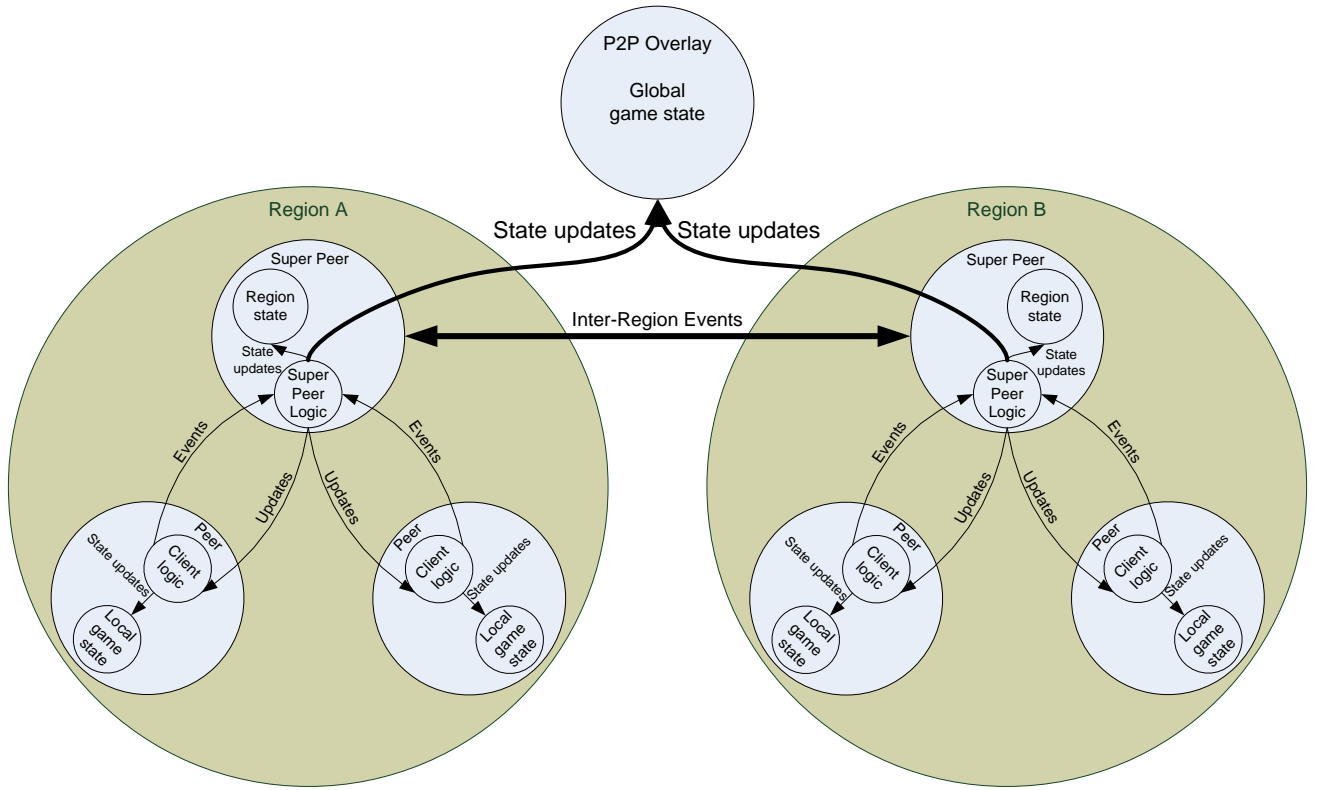 P2P Overlay
Global
game state
State updates
State updates
Inter-Region Events
Region A
Super Peer
Region
state
State
updates
Super
Peer
Logic
Events
Updates
Updates
Events
Peer
Client
logic
State updates
Local
game
state
Peer
Client
logic
State updates
Local
game
state
Region B
Super Peer
Region
state
State
updates
Super
Peer
Logic
Events
Updates
Updates
Events
Peer
Client
logic
State updates
Local
game
state
Peer
Client
logic
State updates
Local
game
state